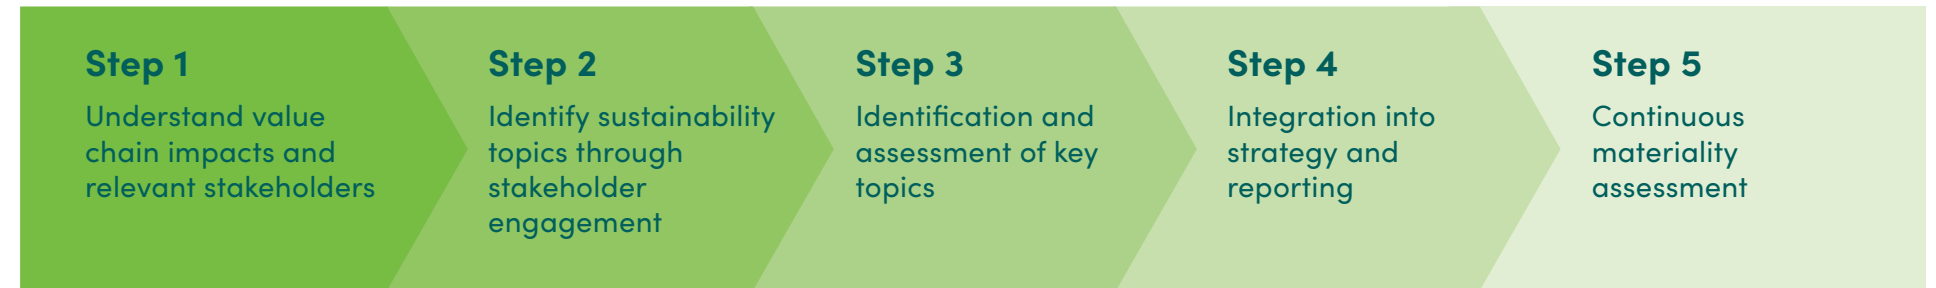 Step 1
Understand value
chain impacts and
relevant stakeholders
Step 2
Identify sustainability
topics through
stakeholder
engagement
Step 3
Identification and
assessment of key
topics
Step 4
Integration into
strategy and
reporting
Step 5
Continuous
materiality
assessment